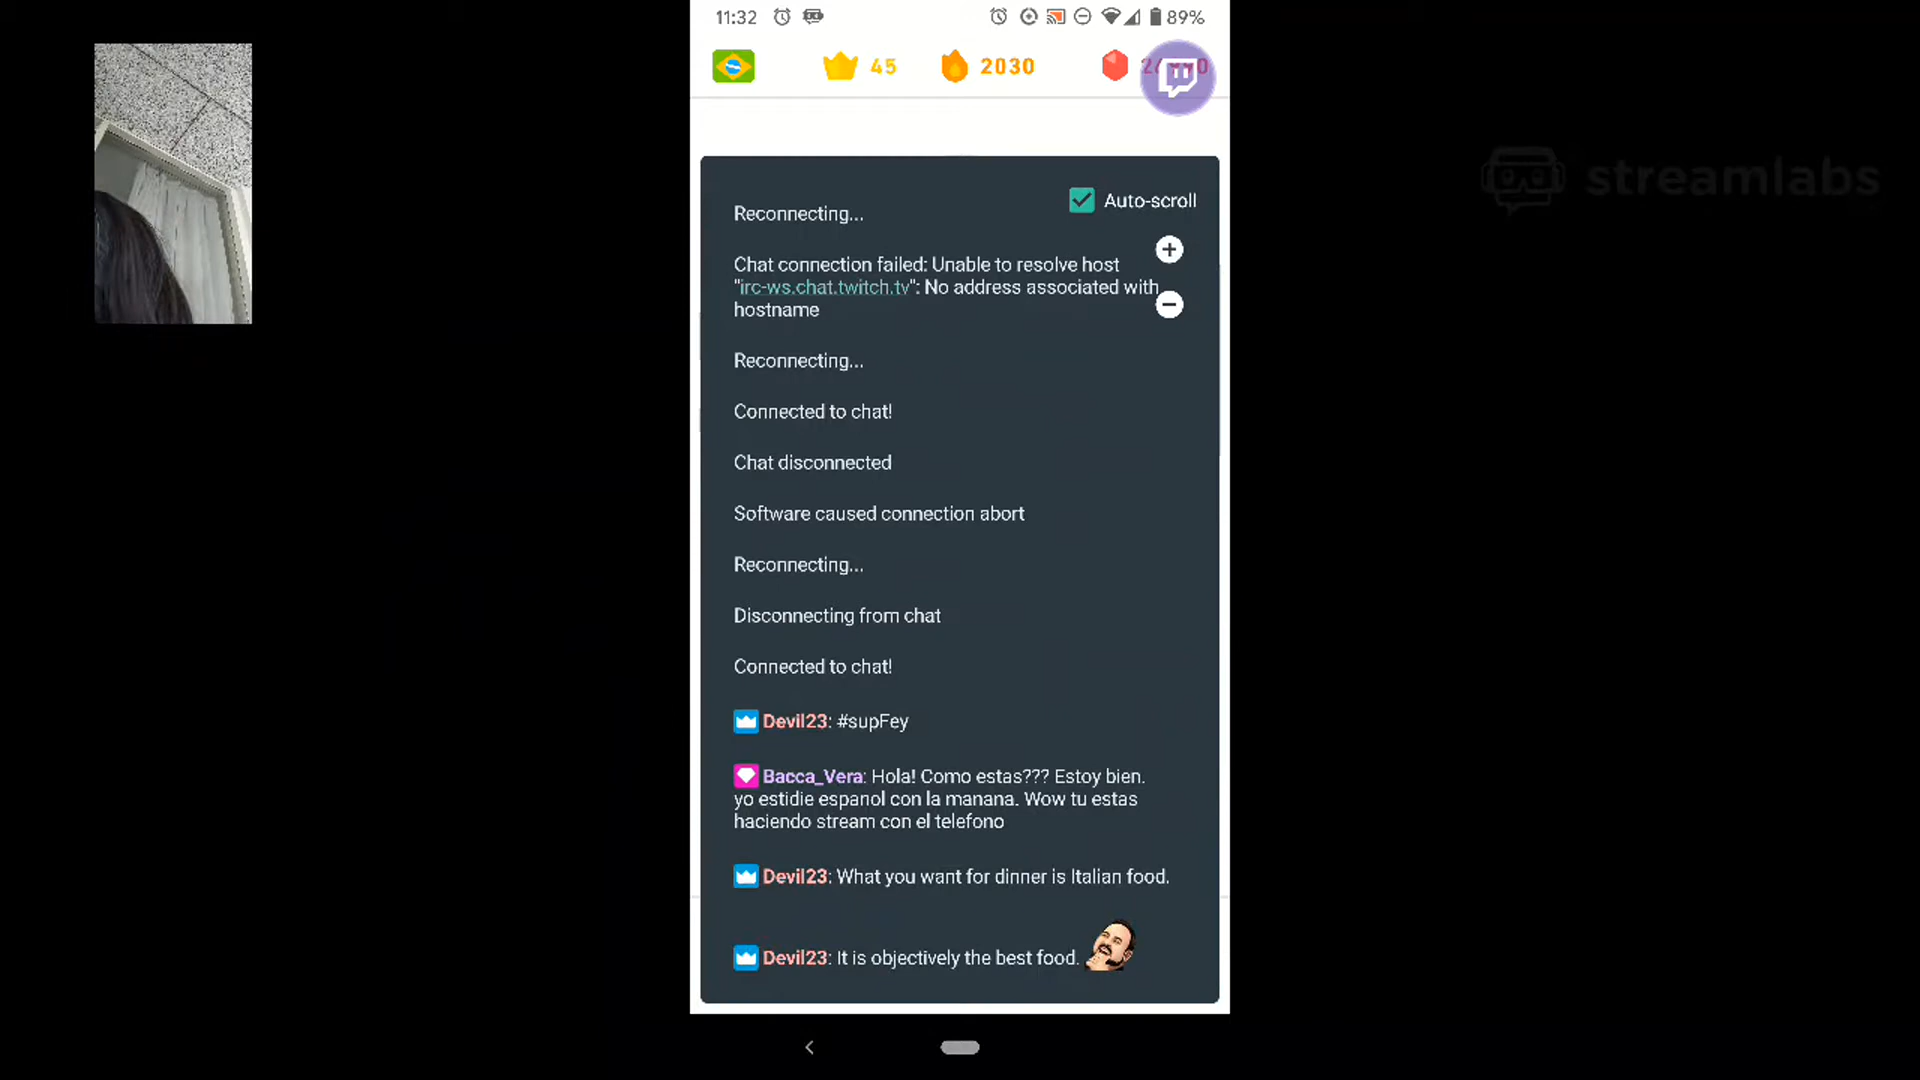 11:32
89%
45
2030
streamlabs
Auto-scroll
Reconnecting...
Chat connection failed: Unable to resolve host
"irc-ws.chat.twitch.tv": No address associated with
hostname
Reconnecting...
Connected to chat!
Chat disconnected
Software caused connection abort
Reconnecting...
Disconnecting from chat
Connected to chat!
Devil23: #supFey
Bacca_Vera: Hola! Como estas??? Estoy bien.
yo estidie espanol con la manana. Wow tu estas
haciendo stream con el telefono
Devil23: What you want for dinner is Italian food.
Devil23: It is objectively the best food.